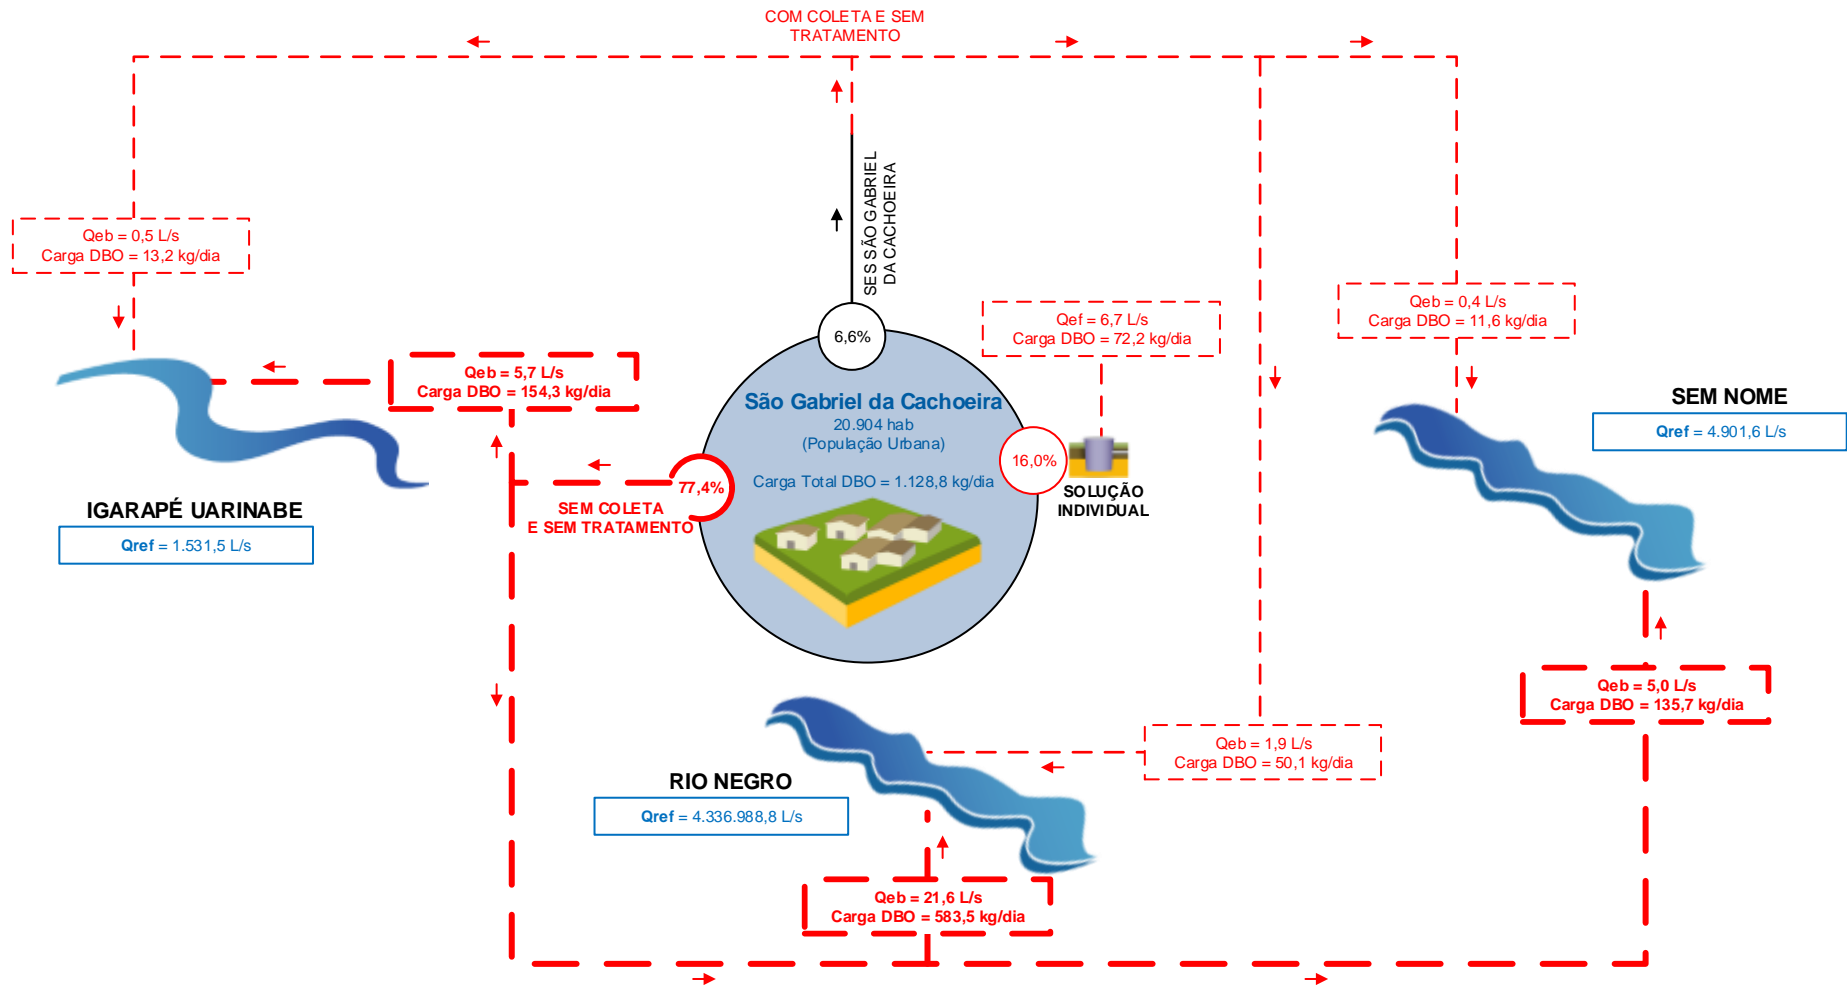 COM COLETA E SEM
TRATAMENTO
SES SÃO GABRIEL
DA CACHOEIRA
Qeb = 0,5 L/s
Carga DBO = 13,2 kg/dia
Qef = 6,7 L/s
Carga DBO = 72,2 kg/dia
Qeb = 0,4 L/s
Carga DBO = 11,6 kg/dia
6,6%
Qeb = 5,7 L/s
Carga DBO = 154,3 kg/dia
São Gabriel da Cachoeira
20.904 hab
(População Urbana)
Carga Total DBO = 1.128,8 kg/dia
16,0%
SOLUÇÃO
INDIVIDUAL
77,4%
SEM COLETA
E SEM TRATAMENTO
SEM NOME
Qref = 4.901,6 L/s
IGARAPÉ UARINABE
Qref = 1.531,5 L/s
Qeb = 5,0 L/s
Carga DBO = 135,7 kg/dia
Qeb = 1,9 L/s
Carga DBO = 50,1 kg/dia
RIO NEGRO
Qref = 4.336.988,8 L/s
Qeb = 21,6 L/s
Carga DBO = 583,5 kg/dia